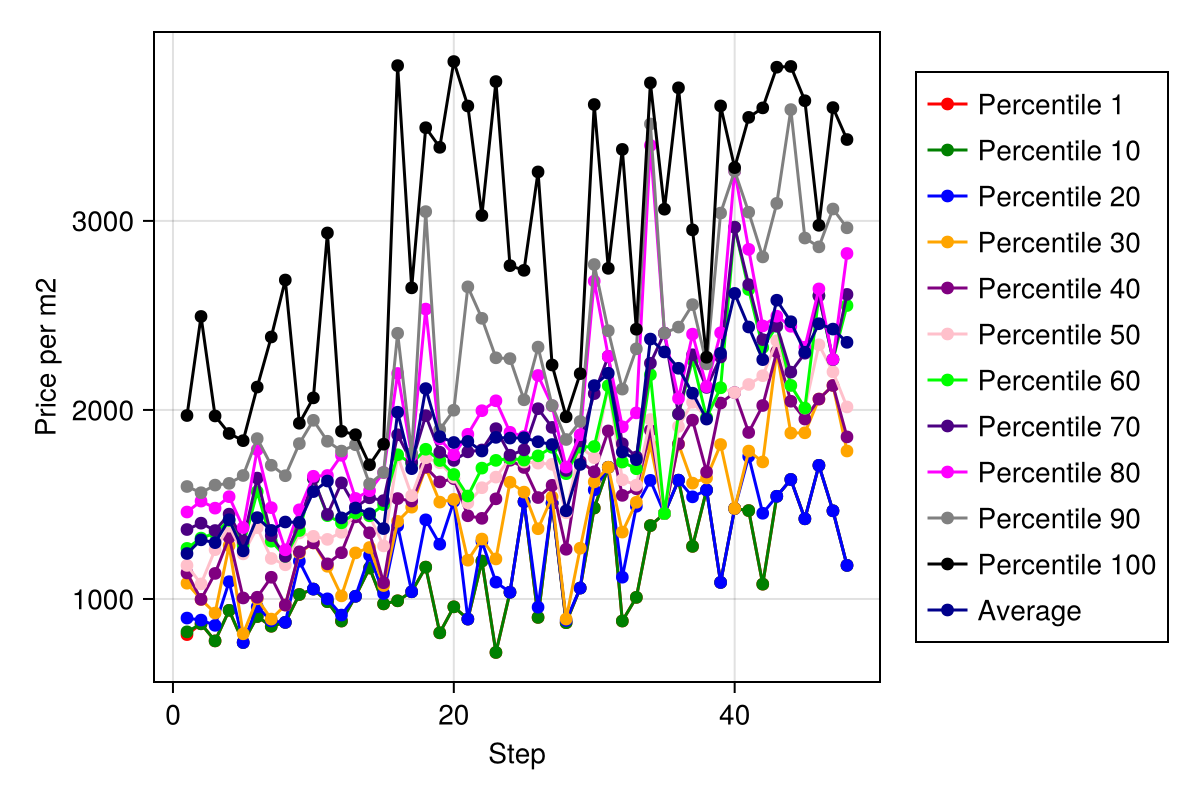 3000
2000
1000
Price per m2
0 20 40
Step
Percentile 1
Percentile 10
Percentile 20
Percentile 30
Percentile 40
Percentile 50
Percentile 60
Percentile 70
Percentile 80
Percentile 90
Percentile 100
Average